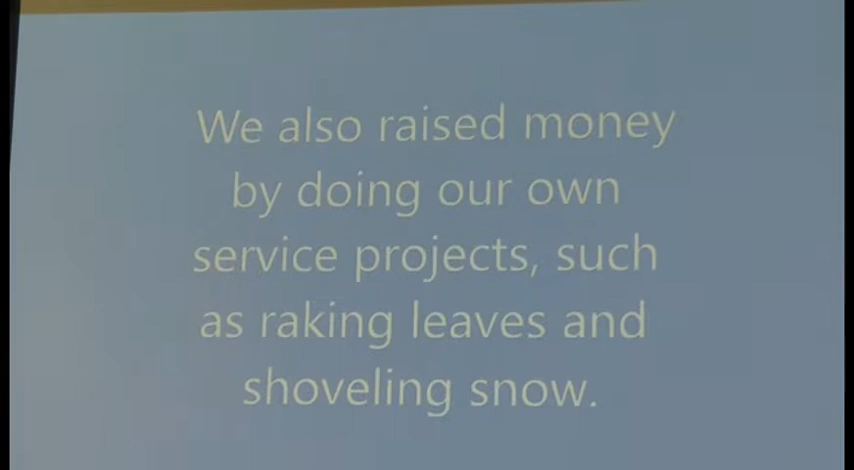 We also raised money
by doing our own
service projects, such
as raking leaves and
shoveling snow.